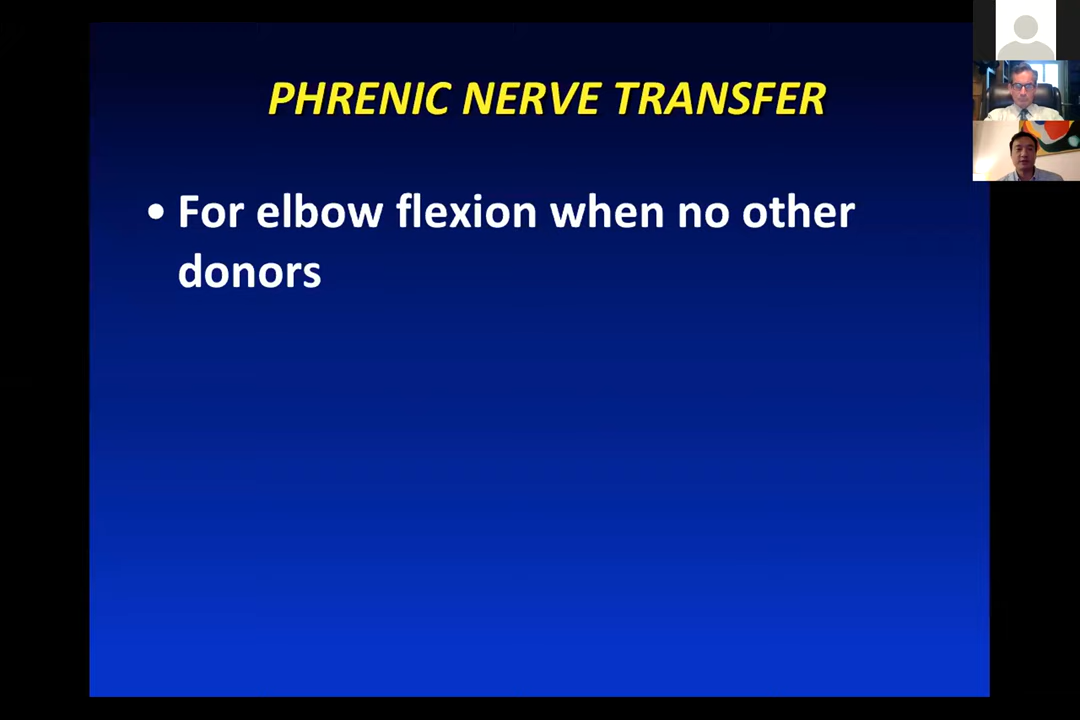 PHRENIC NERVE TRANSFER
• For elbow flexion when no other
donors